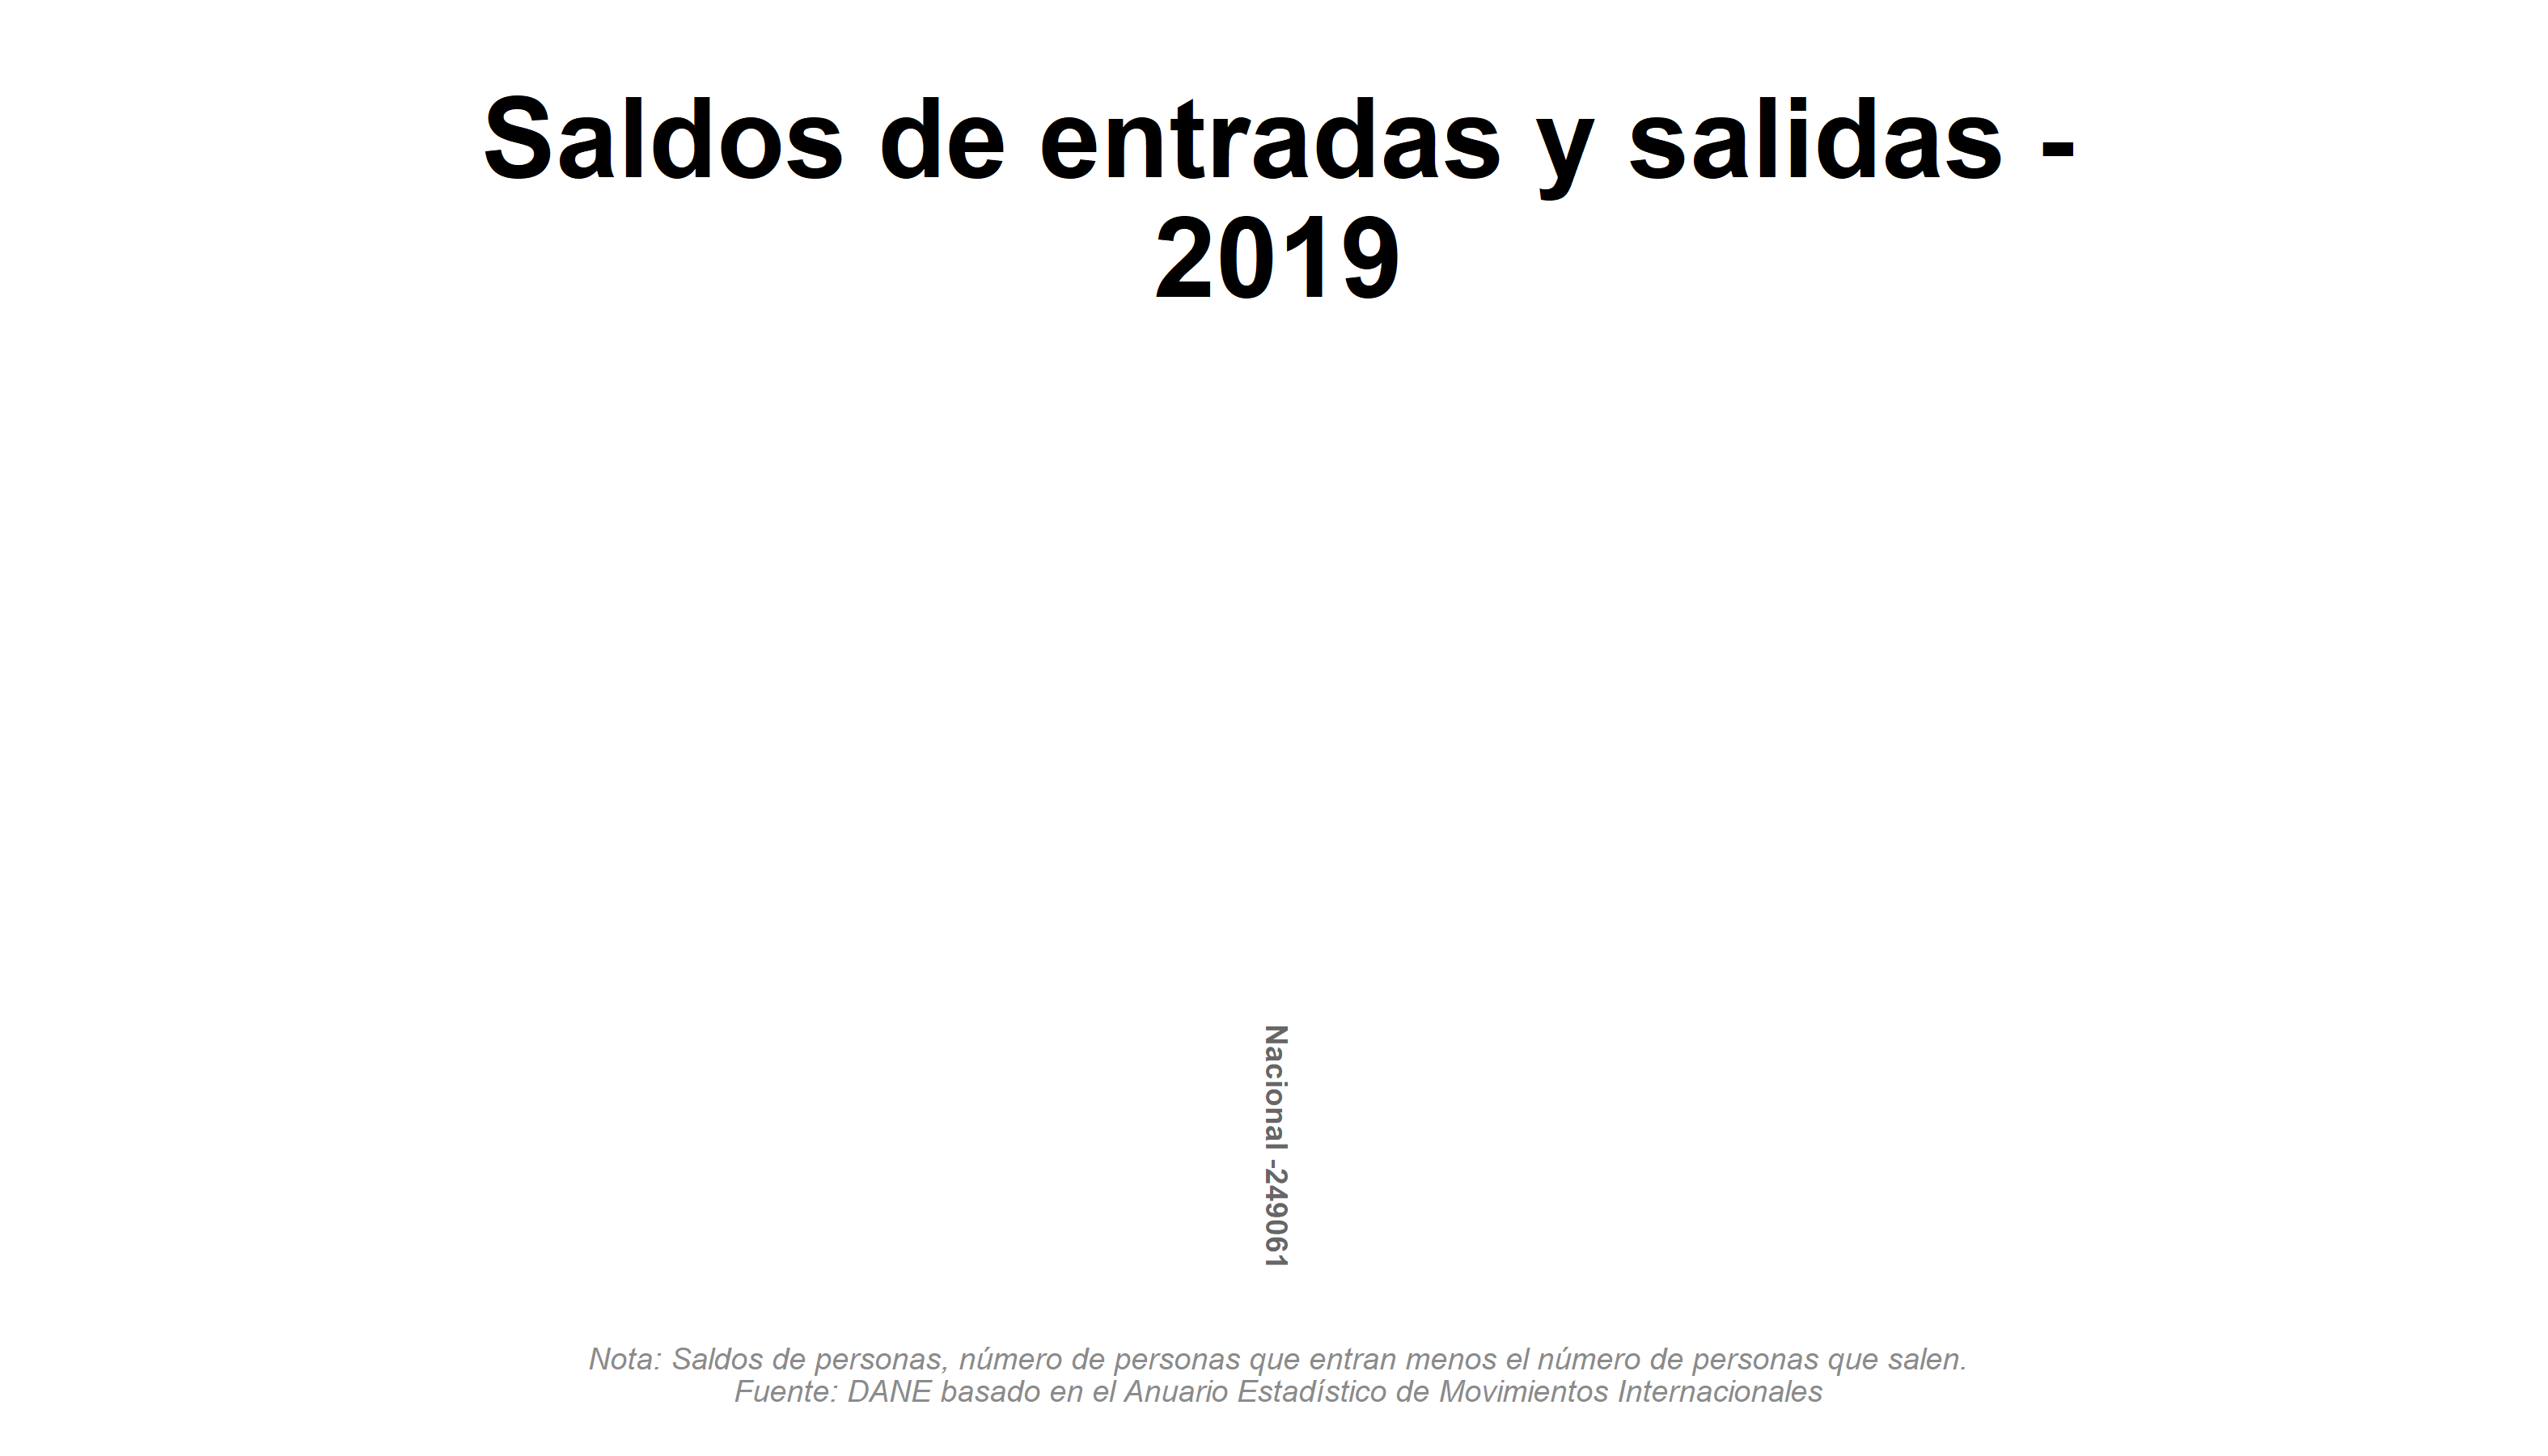 Saldos de entradas y salidas -
2019
Nacional -249061
Nota: Saldos de personas, número de personas que entran menos el número de personas que salen.
Fuente: DANE basado en el Anuario Estadístico de Movimientos Internacionales